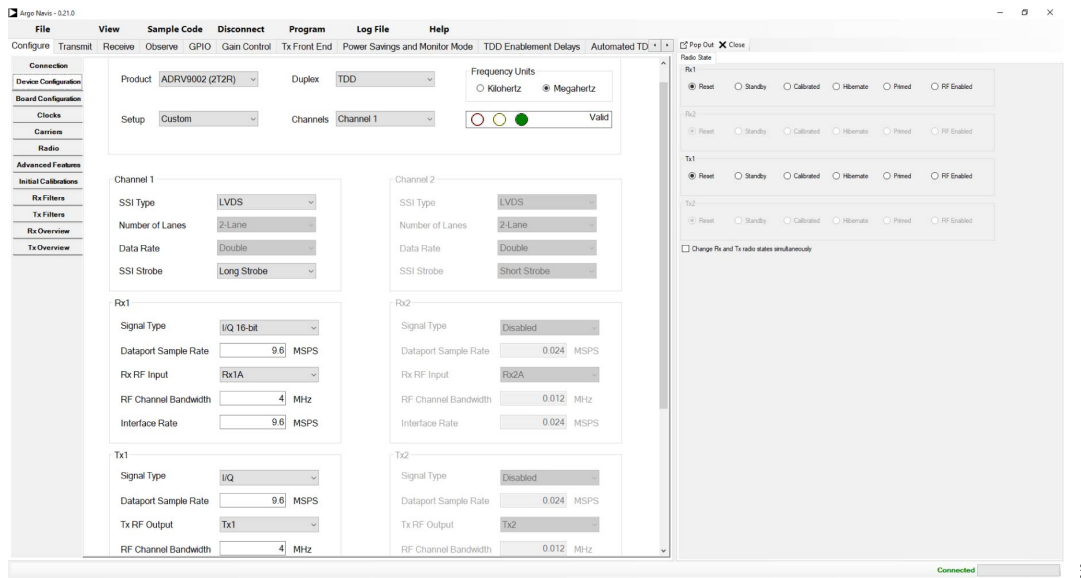 Argo Navis - 0.21.0
File View Sample Code Disconnect Program Log File Help
Configure Transmit Receive Observe GPIO Gain Control Tx Front End Power Savings and Monitor Mode TDD Enablement Delays Automated TD
Pop Out Close
Connection
Device Configuration
Board Configuration
Clocks
Carriers
Radio
Advanced Features
Initial Calibrations
Rx Filters
Tx Filters
Rx Overview
Tx Overview
Product ADRV9002 (2T2R) Duplex TDD
Frequency Units
Kilohertz Megahertz
Setup Custom Channels Channel 1 Valid
Channel 1
SSI Type LVDS
Number of Lanes 2-Lane
Data Rate Double
SSI Strobe Long Strobe
Channel 2
SSI Type LVDS
Number of Lanes 2-Lane
Data Rate Double
SSI Strobe Short Strobe
Rx1
Signal Type I/Q 16-bit
Dataport Sample Rate 9.6 MSPS
Rx RF Input Rx1A
RF Channel Bandwidth 4 MHz
Interface Rate 9.6 MSPS
Rx2
Signal Type Disabled
Dataport Sample Rate 0.024 MSPS
Rx RF Input Rx2A
RF Channel Bandwidth 0.012 MHz
Interface Rate 0.024 MSPS
Tx1
Signal Type I/Q
Dataport Sample Rate 9.6 MSPS
Tx RF Output Tx1
RF Channel Bandwidth 4 MHz
Tx2
Signal Type Disabled
Dataport Sample Rate 0.024 MSPS
Tx RF Output Tx2
RF Channel Bandwidth 0.012 MHz
Radio State
Rx1
Reset Standby Calibrated Hibernate Primed RF Enabled
Rx2
Reset Standby Calibrated Hibernate Primed RF Enabled
Tx1
Reset Standby Calibrated Hibernate Primed RF Enabled
Tx2
Reset Standby Calibrated Hibernate Primed RF Enabled
Change Rx and Tx radio states simultaneously
Connected